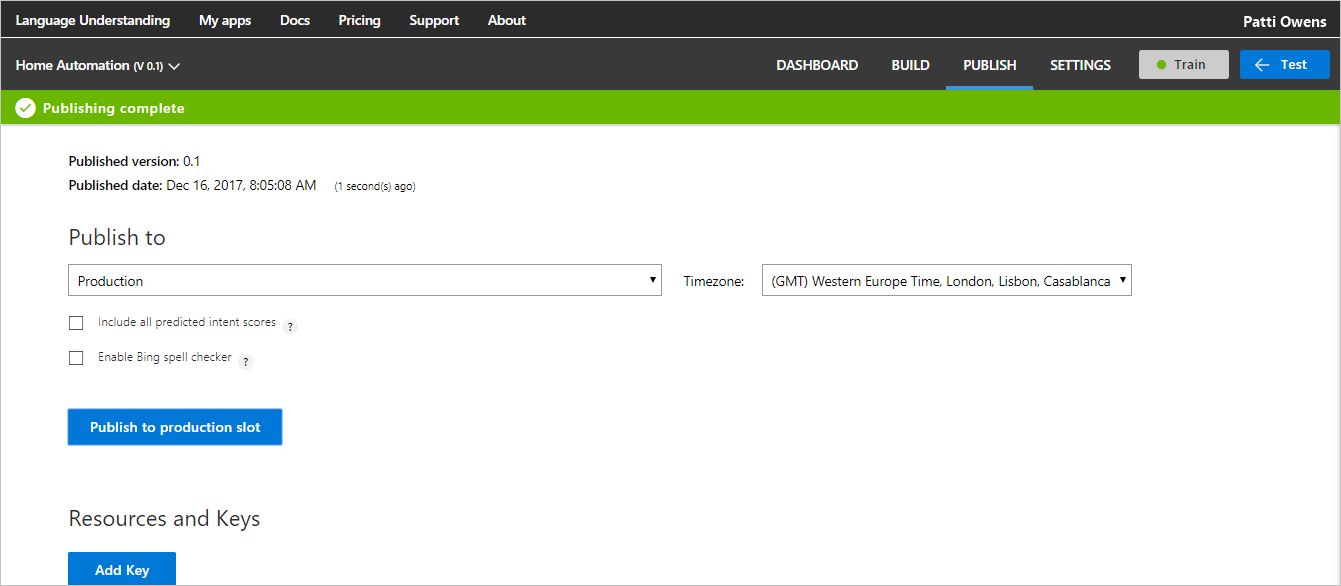 Language Understanding My apps Docs Pricing Support About Patti Owens
Home Automation (V 0.1) DASHBOARD BUILD PUBLISH SETTINGS Train Test
Publishing complete
Published version: 0.1
Published date: Dec 16, 2017, 8:05:08 AM (1 second(s) ago)
Publish to
Production Timezone: (GMT) Western Europe Time, London, Lisbon, Casablanca
Include all predicted intent scores ?
Enable Bing spell checker ?
Publish to production slot
Resources and Keys
Add Key